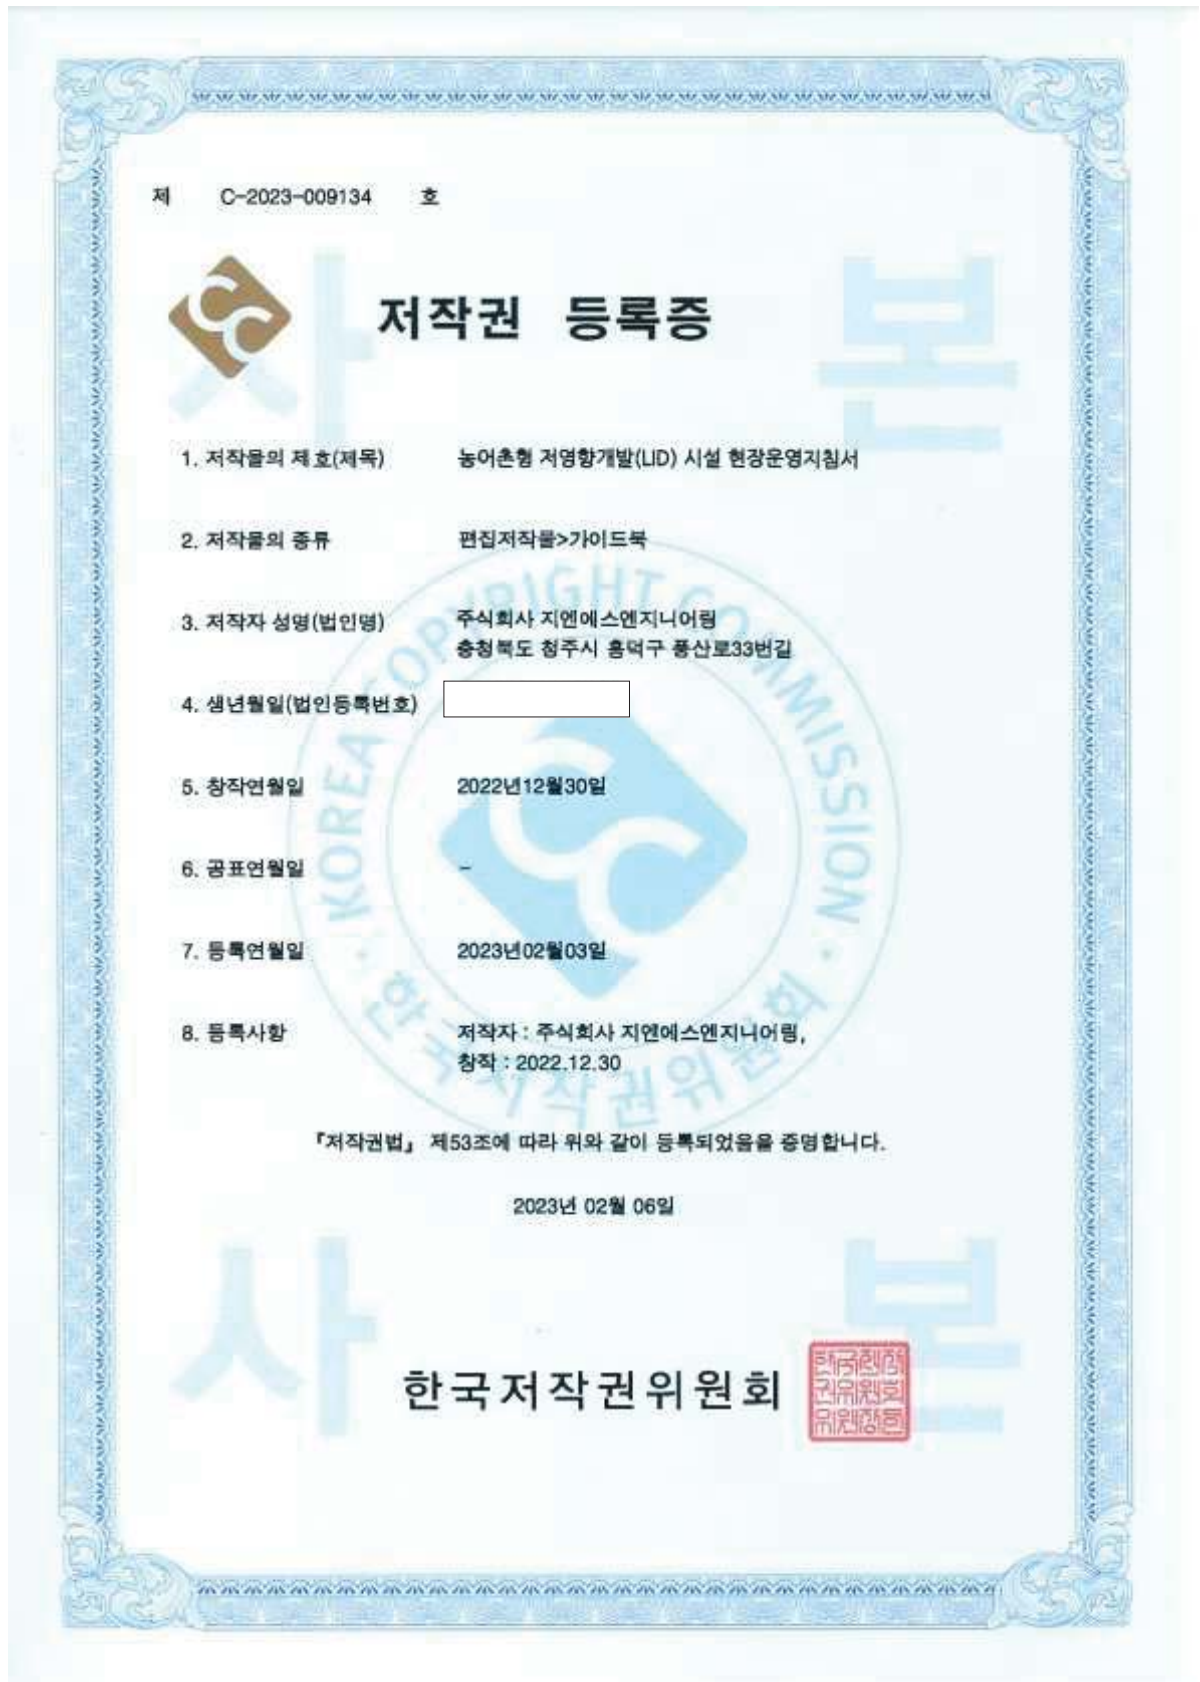 제 C-2023-009134 호
저작권 등록증
1. 저작물의 제호(제목) 농어촌형 저영향개발(LID) 시설 현장운영지침서
2. 저작물의 종류 편집저작물>가이드북
3. 저작자 성명(법인명) 주식회사 지엔에스엔지니어링
충청북도 청주시 흥덕구 풍산로33번길
4. 생년월일(법인등록번호)
5. 창작연월일 2022년12월30일
6. 공표연월일 -
7. 등록연월일 2023년02월03일
8. 등록사항 저작자 : 주식회사 지엔에스엔지니어링,
창작 : 2022.12.30
『저작권법』 제53조에 따라 위와 같이 등록되었음을 증명합니다.
2023년 02월 06일
한국저작권위원회
사 본
사 본
KOREA COPYRIGHT COMMISSION
한국저작권위원회